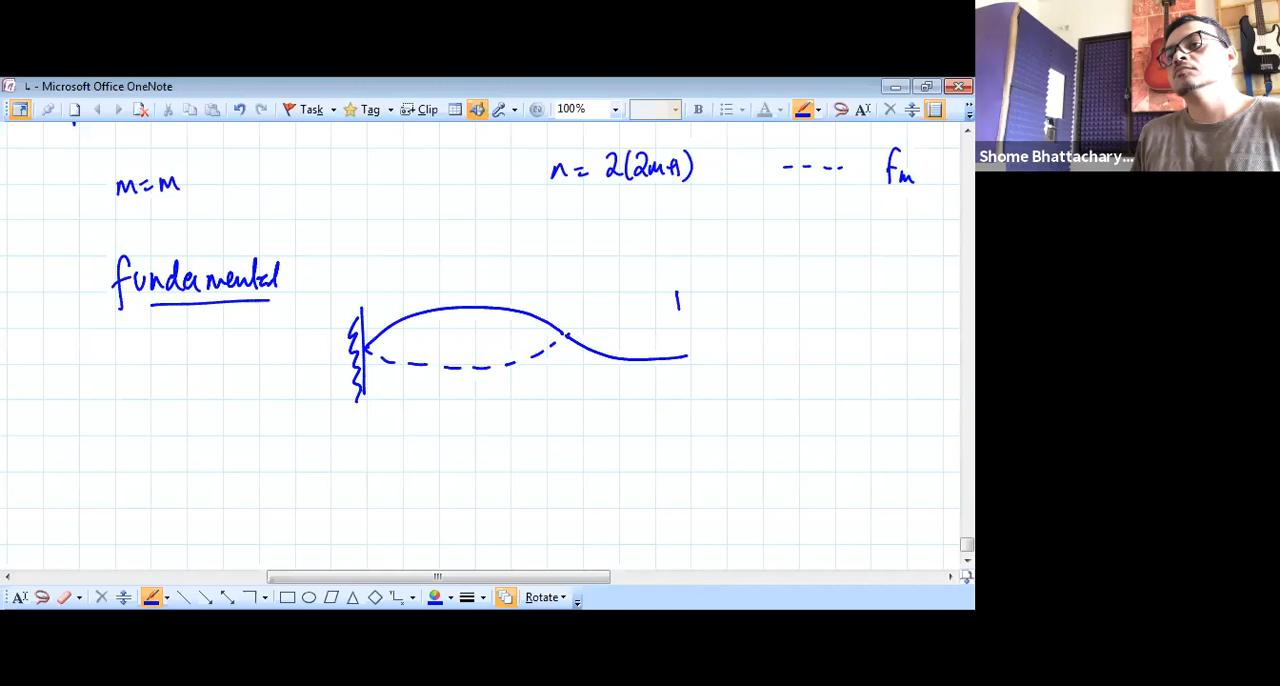 L - Microsoft Office OneNote
Task Tag Clip 100% B
n = 2(2m+1) ---- fm
m = m
fundamental
Shome Bhattachary...
A Rotate